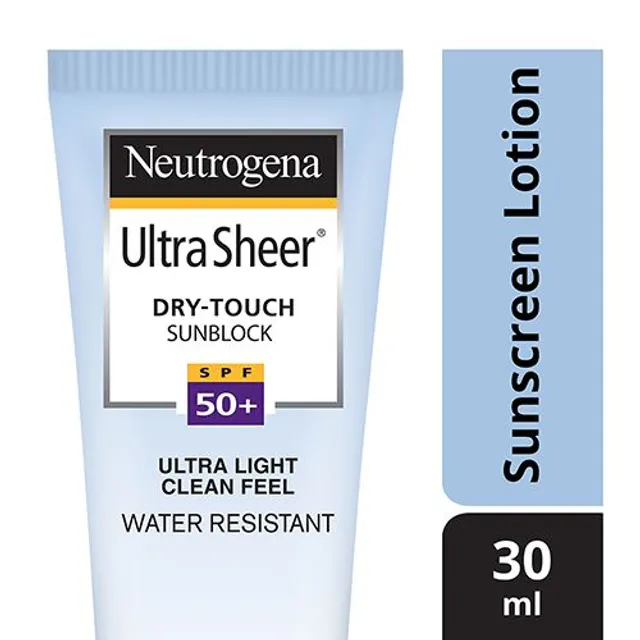 Neutrogena
Ultra Sheer®
DRY-TOUCH
SUNBLOCK
SPF
50+
ULTRA LIGHT
CLEAN FEEL
WATER RESISTANT
Sunscreen Lotion
30
ml